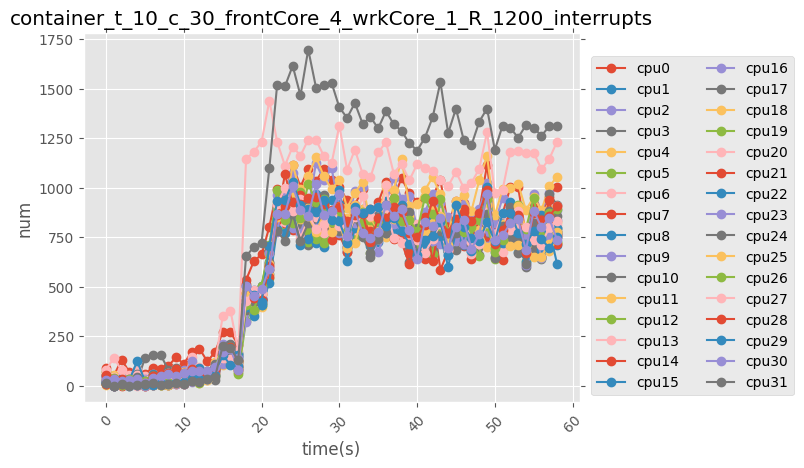 container_t_10_c_30_frontCore_4_wrkCore_1_R_1200_interrupts
1750
1500
1250
1000
750
500
250
0
num
0
10
20
30
40
50
60
time(s)
cpu0
cpu1
cpu2
cpu3
cpu4
cpu5
cpu6
cpu7
cpu8
cpu9
cpu10
cpu11
cpu12
cpu13
cpu14
cpu15
cpu16
cpu17
cpu18
cpu19
cpu20
cpu21
cpu22
cpu23
cpu24
cpu25
cpu26
cpu27
cpu28
cpu29
cpu30
cpu31